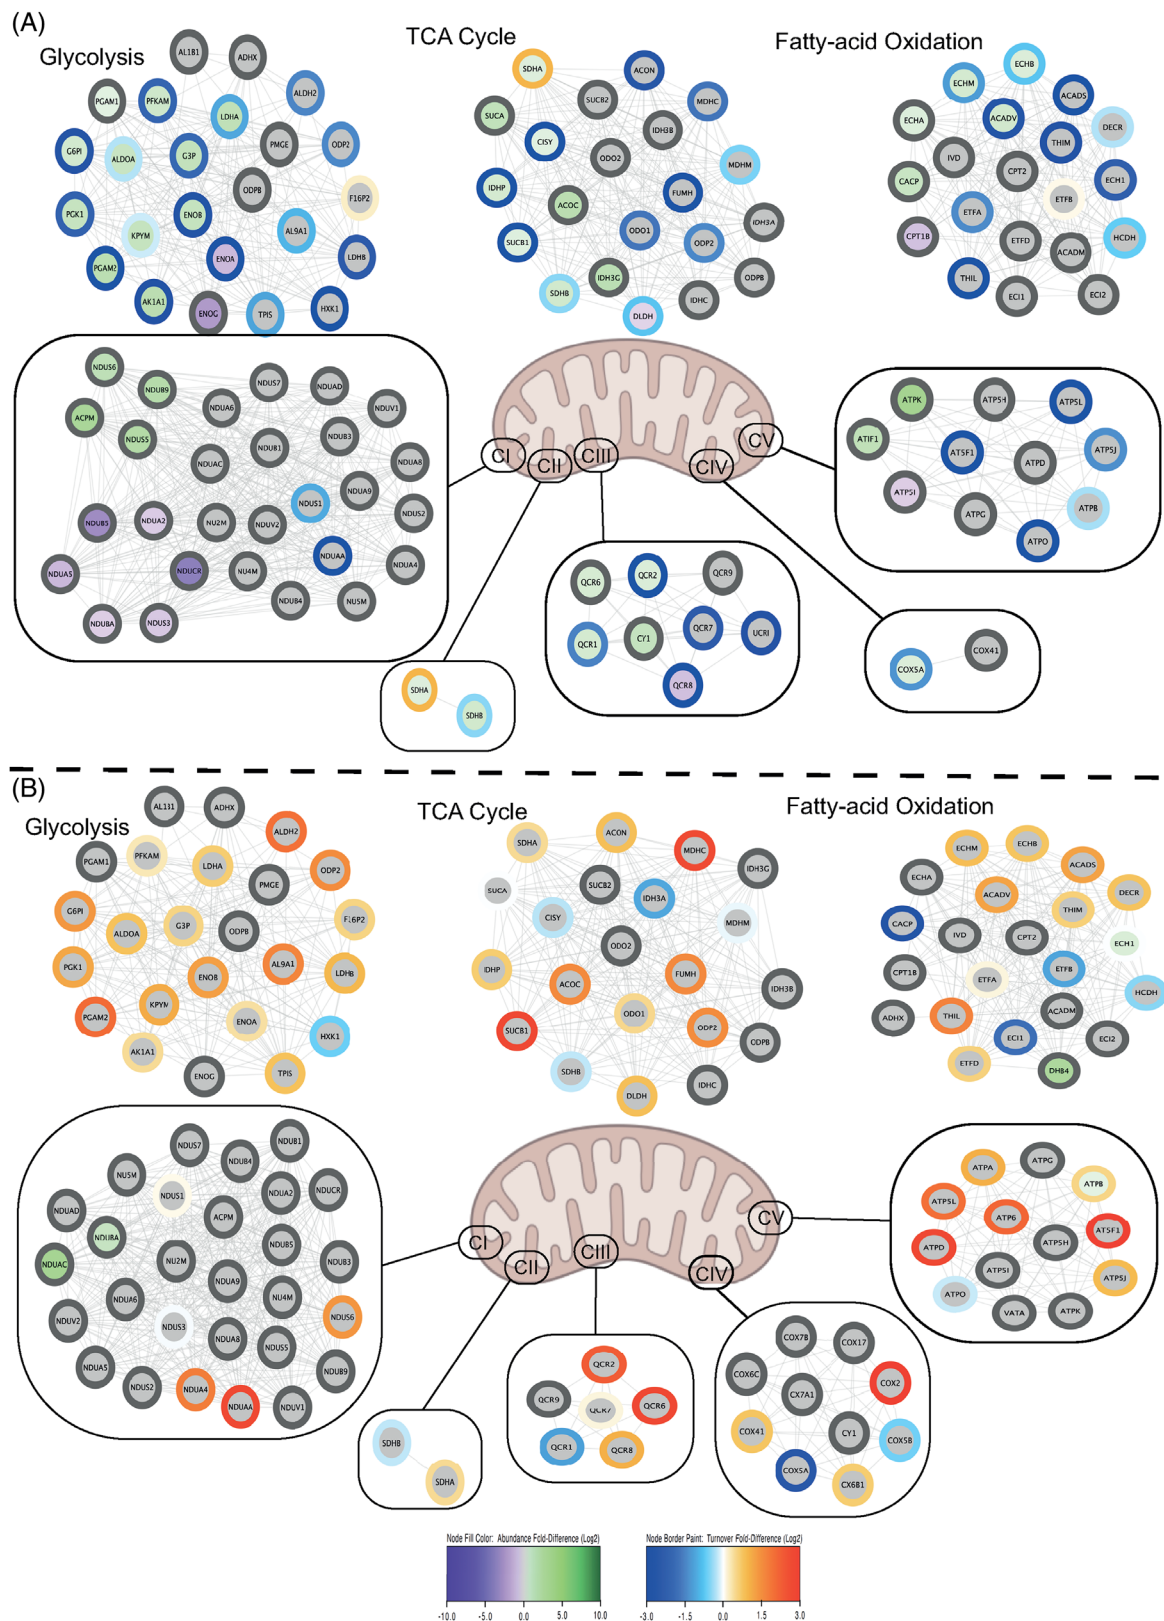 (A)
Glycolysis
TCA Cycle
Fatty-acid Oxidation
AL1B1
ADHX
PGAM1
PFKAM
LDHA
ALDH2
G6PI
ALDOA
G3P
PMGE
ODP2
ODPB
F16P2
PGK1
KPYM
ENOB
AL9A1
PGAM2
ENOA
LDHB
AK1A1
ENOG
TPIS
HXK1
SDHA
ACON
SUCA
SUCB2
MDHC
CISY
IDH3B
ODO2
MDHM
IDHP
ACOC
FUMH
SUCB1
ODO1
ODP2
IDH3A
SDHB
IDH3G
ODPB
IDHC
DLDH
ECHB
ECHM
ACADS
ECHA
ACADV
DECR
IVD
THIM
CACP
CPT2
ECH1
ETFB
CPT1B
ETFA
ETFD
ACADM
HCDH
THIL
ECI1
ECI2
NDUS6
NDUB9
NDUS7
NDUAD
ACPM
NDUA6
NDUV1
NDUS5
NDUB1
NDUB3
NDUAC
NDUA8
NDUA9
NDUS1
NDUB5
NDUA2
NU2M
NDUV2
NDUS2
NDUA5
NDUCR
NU4M
NDUAA
NDUA4
NDUB4
NU5M
NDUBA
NDUS3
CI
CII
CIII
CIV
CV
SDHA
SDHB
QCR6
QCR2
QCR9
QCR1
CY1
QCR7
UCRI
QCR8
COX5A
COX41
ATPK
ATP5H
ATP5L
ATIF1
AT5F1
ATPD
ATP5J
ATP5I
ATPG
ATPB
ATPO
(B)
Glycolysis
TCA Cycle
Fatty-acid Oxidation
AL1B1
ADHX
ALDH2
PGAM1
PFKAM
LDHA
PMGE
ODP2
G6PI
ALDOA
G3P
ODPB
F16P2
PGK1
ENOB
AL9A1
LDHB
PGAM2
KPYM
ENOA
HXK1
AK1A1
ENOG
TPIS
SDHA
ACON
MDHC
SUCA
SUCB2
IDH3A
IDH3G
CISY
MDHM
ODO2
IDHP
ACOC
FUMH
IDH3B
SUCB1
ODO1
ODP2
ODPB
SDHB
DLDH
IDHC
ECHM
ECHB
ACADS
ECHA
ACADV
THIM
DECR
CACP
IVD
CPT2
ECH1
CPT1B
ETFA
ETFB
HCDH
ADHX
THIL
ECI1
ACADM
ECI2
ETFD
DHB4
NDUS7
NDUB4
NDUB1
NU5M
NDUS1
NDUA2
NDUCR
NDUAD
ACPM
NDUBA
NDUB5
NDUAC
NU2M
NDUB3
NDUA9
NDUA6
NU4M
NDUV2
NDUS3
NDUS6
NDUA8
NDUS5
NDUA5
NDUS2
NDUA4
NDUAA
NDUV1
NDUB9
CI
CII
CIII
CIV
CV
SDHB
SDHA
QCR2
QCR9
QCR7
QCR6
QCR1
QCR8
COX7B
COX17
COX6C
CX7A1
COX2
COX41
CY1
COX5B
COX5A
CX6B1
ATPA
ATPG
ATPB
ATP5L
ATP6
AT5F1
ATPD
ATP5H
ATP5I
ATP5J
ATPO
VATA
ATPK
Node Fill Color: Abundance Fold-Difference (Log2)
-10.0 -5.0 0.0 5.0 10.0
Node Border Paint: Turnover Fold-Difference (Log2)
-3.0 -1.5 0.0 1.5 3.0